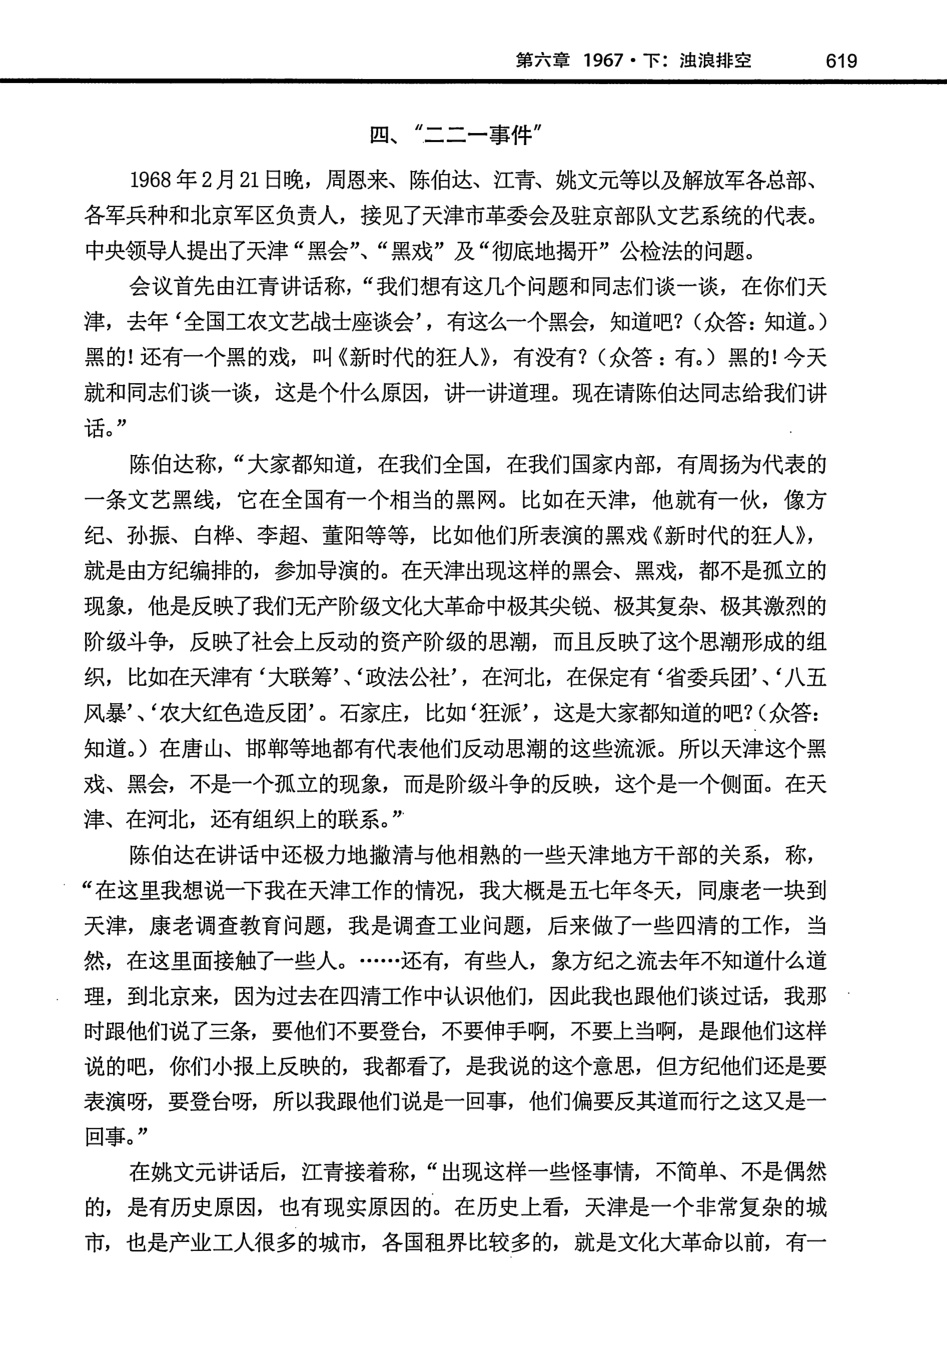 第六章 1967·下：浊浪排空 619
四、“二二一事件”
1968年2月21日晚，周恩来、陈伯达、江青、姚文元等以及解放军各总部、
各军兵种和北京军区负责人，接见了天津市革委会及驻京部队文艺系统的代表。
中央领导人提出了天津“黑会”、“黑戏”及“彻底地揭开”公检法的问题。
会议首先由江青讲话称，“我们想有这几个问题和同志们谈一谈，在你们天
津，去年‘全国工农文艺战士座谈会’，有这么一个黑会，知道吧？（众答：知道。）
黑的！还有一个黑的戏，叫《新时代的狂人》，有没有？（众答：有。）黑的！今天
就和同志们谈一谈，这是个什么原因，讲一讲道理。现在请陈伯达同志给我们讲
话。”
陈伯达称，“大家都知道，在我们全国，在我们国家内部，有周扬为代表的
一条文艺黑线，它在全国有一个相当的黑网。比如在天津，他就有一伙，像方
纪、孙振、白桦、李超、董阳等等，比如他们所表演的黑戏《新时代的狂人》，
就是由方纪编排的，参加导演的。在天津出现这样的黑会、黑戏，都不是孤立的
现象，他是反映了我们无产阶级文化大革命中极其尖锐、极其复杂、极其激烈的
阶级斗争，反映了社会上反动的资产阶级的思潮，而且反映了这个思潮形成的组
织，比如在天津有‘大联筹’、‘政法公社’，在河北，在保定有‘省委兵团’、‘八五
风暴’、‘农大红色造反团’。石家庄，比如‘狂派’，这是大家都知道的吧？（众答：
知道。）在唐山、邯郸等地都有代表他们反动思潮的这些流派。所以天津这个黑
戏、黑会，不是一个孤立的现象，而是阶级斗争的反映，这个是一个侧面。在天
津、在河北，还有组织上的联系。”
陈伯达在讲话中还极力地撇清与他相熟的一些天津地方干部的关系，称，
“在这里我想说一下我在天津工作的情况，我大概是五七年冬天，同康老一块到
天津，康老调查教育问题，我是调查工业问题，后来做了一些四清的工作，当
然，在这里面接触了一些人。……还有，有些人，象方纪之流去年不知道什么道
理，到北京来，因为过去在四清工作中认识他们，因此我也跟他们谈过话，我那
时跟他们说了三条，要他们不要登台，不要伸手啊，不要上当啊，是跟他们这样
说的吧，你们小报上反映的，我都看了，是我说的这个意思，但方纪他们还是要
表演呀，要登台呀，所以我跟他们说是一回事，他们偏要反其道而行之这又是一
回事。”
在姚文元讲话后，江青接着称，“出现这样一些怪事情，不简单、不是偶然
的，是有历史原因，也有现实原因的。在历史上看，天津是一个非常复杂的城
市，也是产业工人很多的城市，各国租界比较多的，就是文化大革命以前，有一